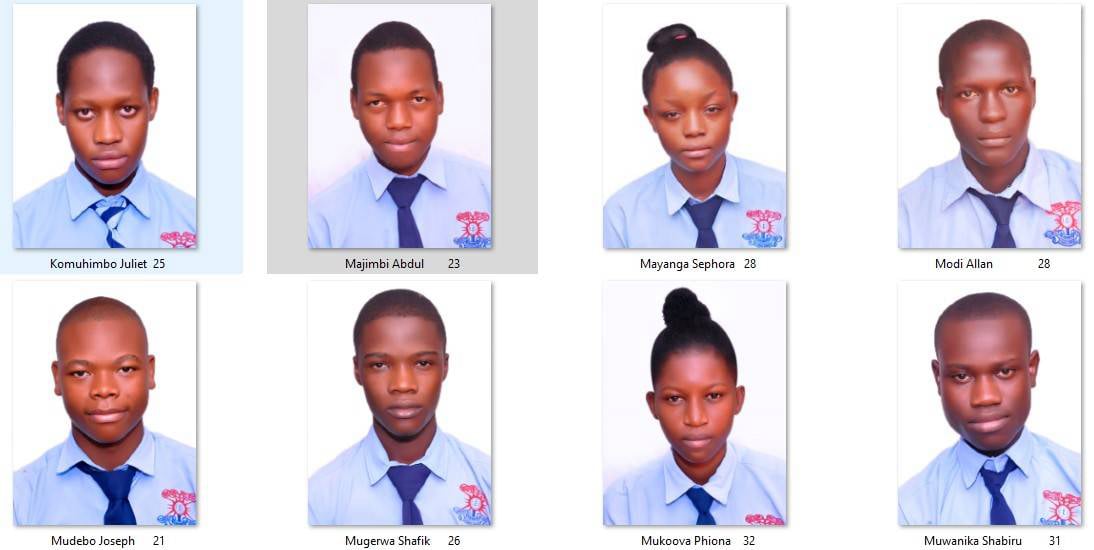 Komuhimbo Juliet 25
Majimbi Abdul 23
Mayanga Sephora 28
Modi Allan 28
Mudebo Joseph 21
Mugerwa Shafik 26
Mukoova Phiona 32
Muwanika Shabiru 31